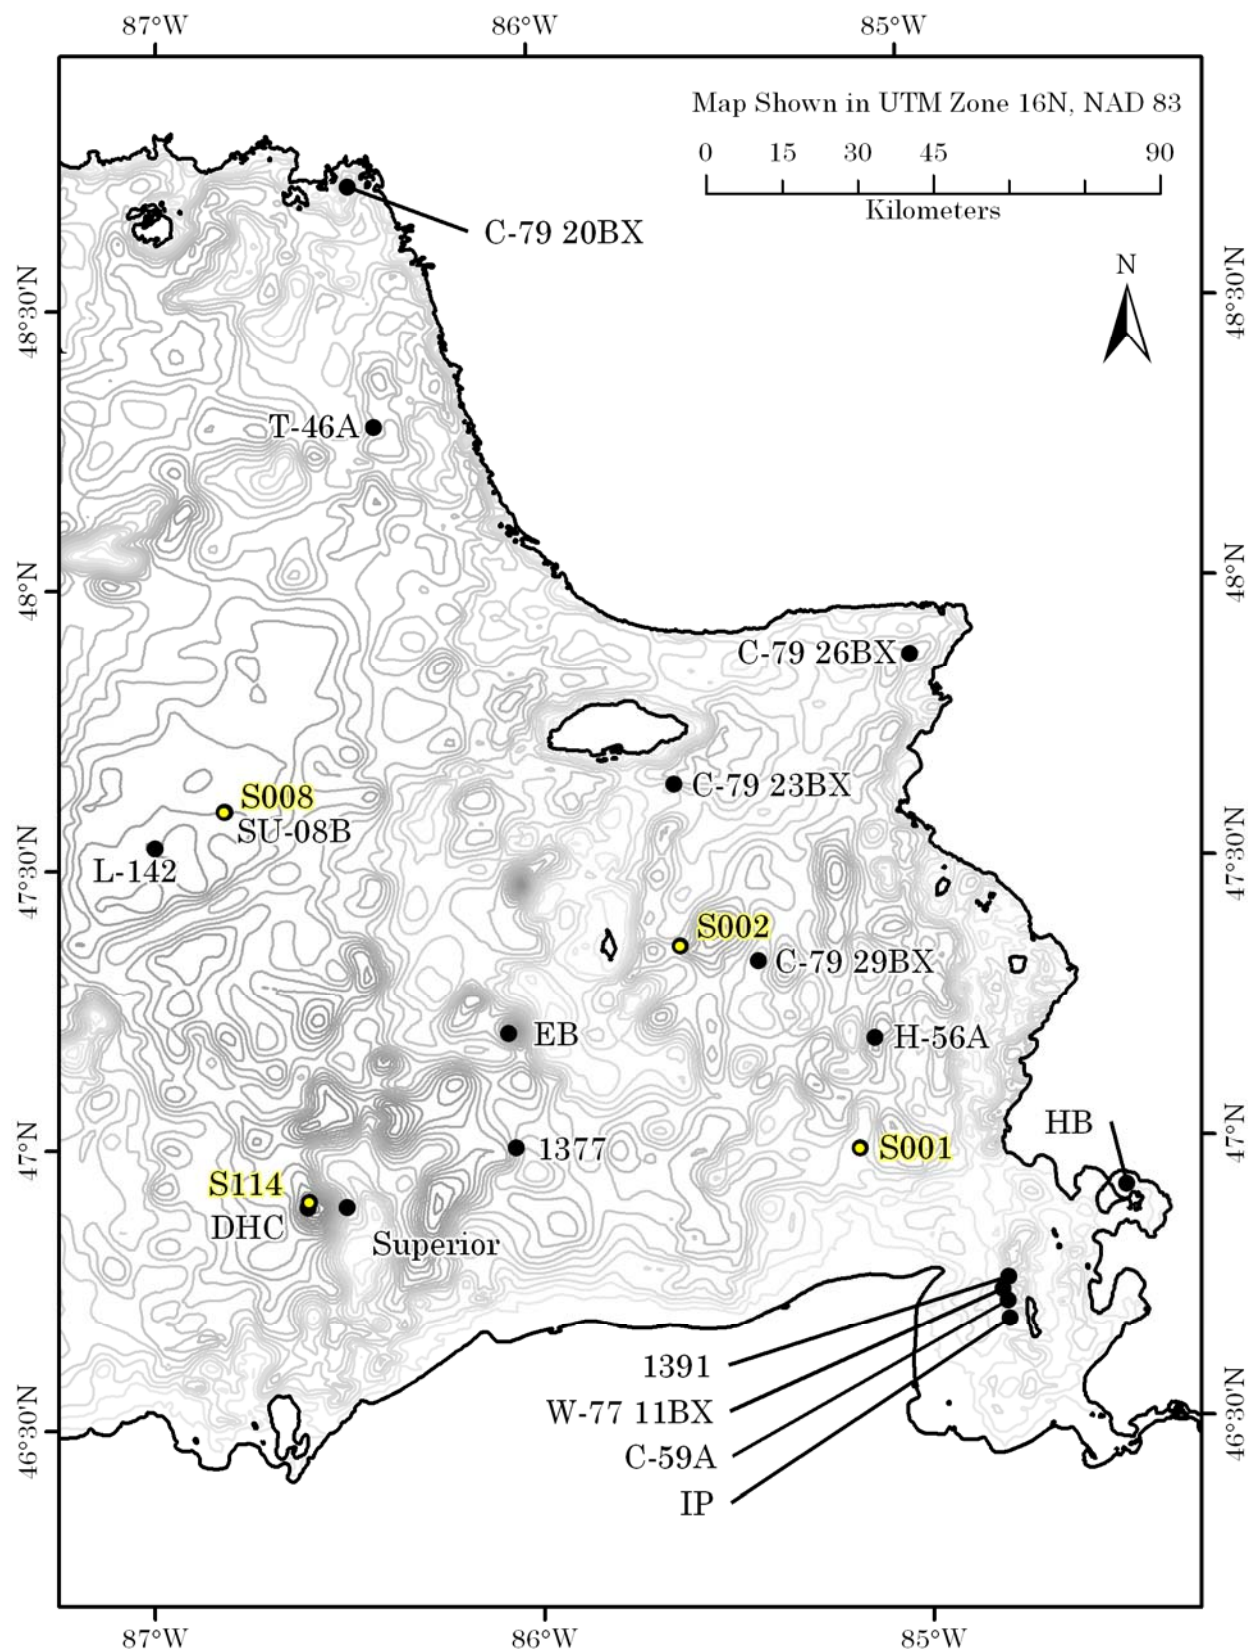 87°W 86°W 85°W
Map Shown in UTM Zone 16N, NAD 83
0 15 30 45 90
Kilometers
C-79 20BX
N
48°30'N
48°30'N
T-46A
48°N
48°N
C-79 26BX
C-79 23BX
S008
SU-08B
L-142
47°30'N
47°30'N
S002
C-79 29BX
EB
H-56A
HB
47°N
47°N
1377
S001
S114
DHC
Superior
1391
W-77 11BX
C-59A
IP
46°30'N
46°30'N
87°W 86°W 85°W